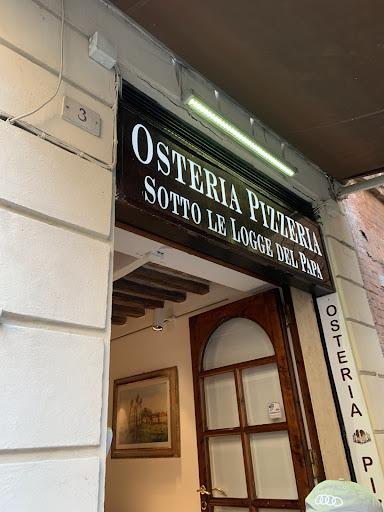 3
OSTERIA PIZZERIA
SOTTO LE LOGGE DEL PAPA
OSTERIA PI